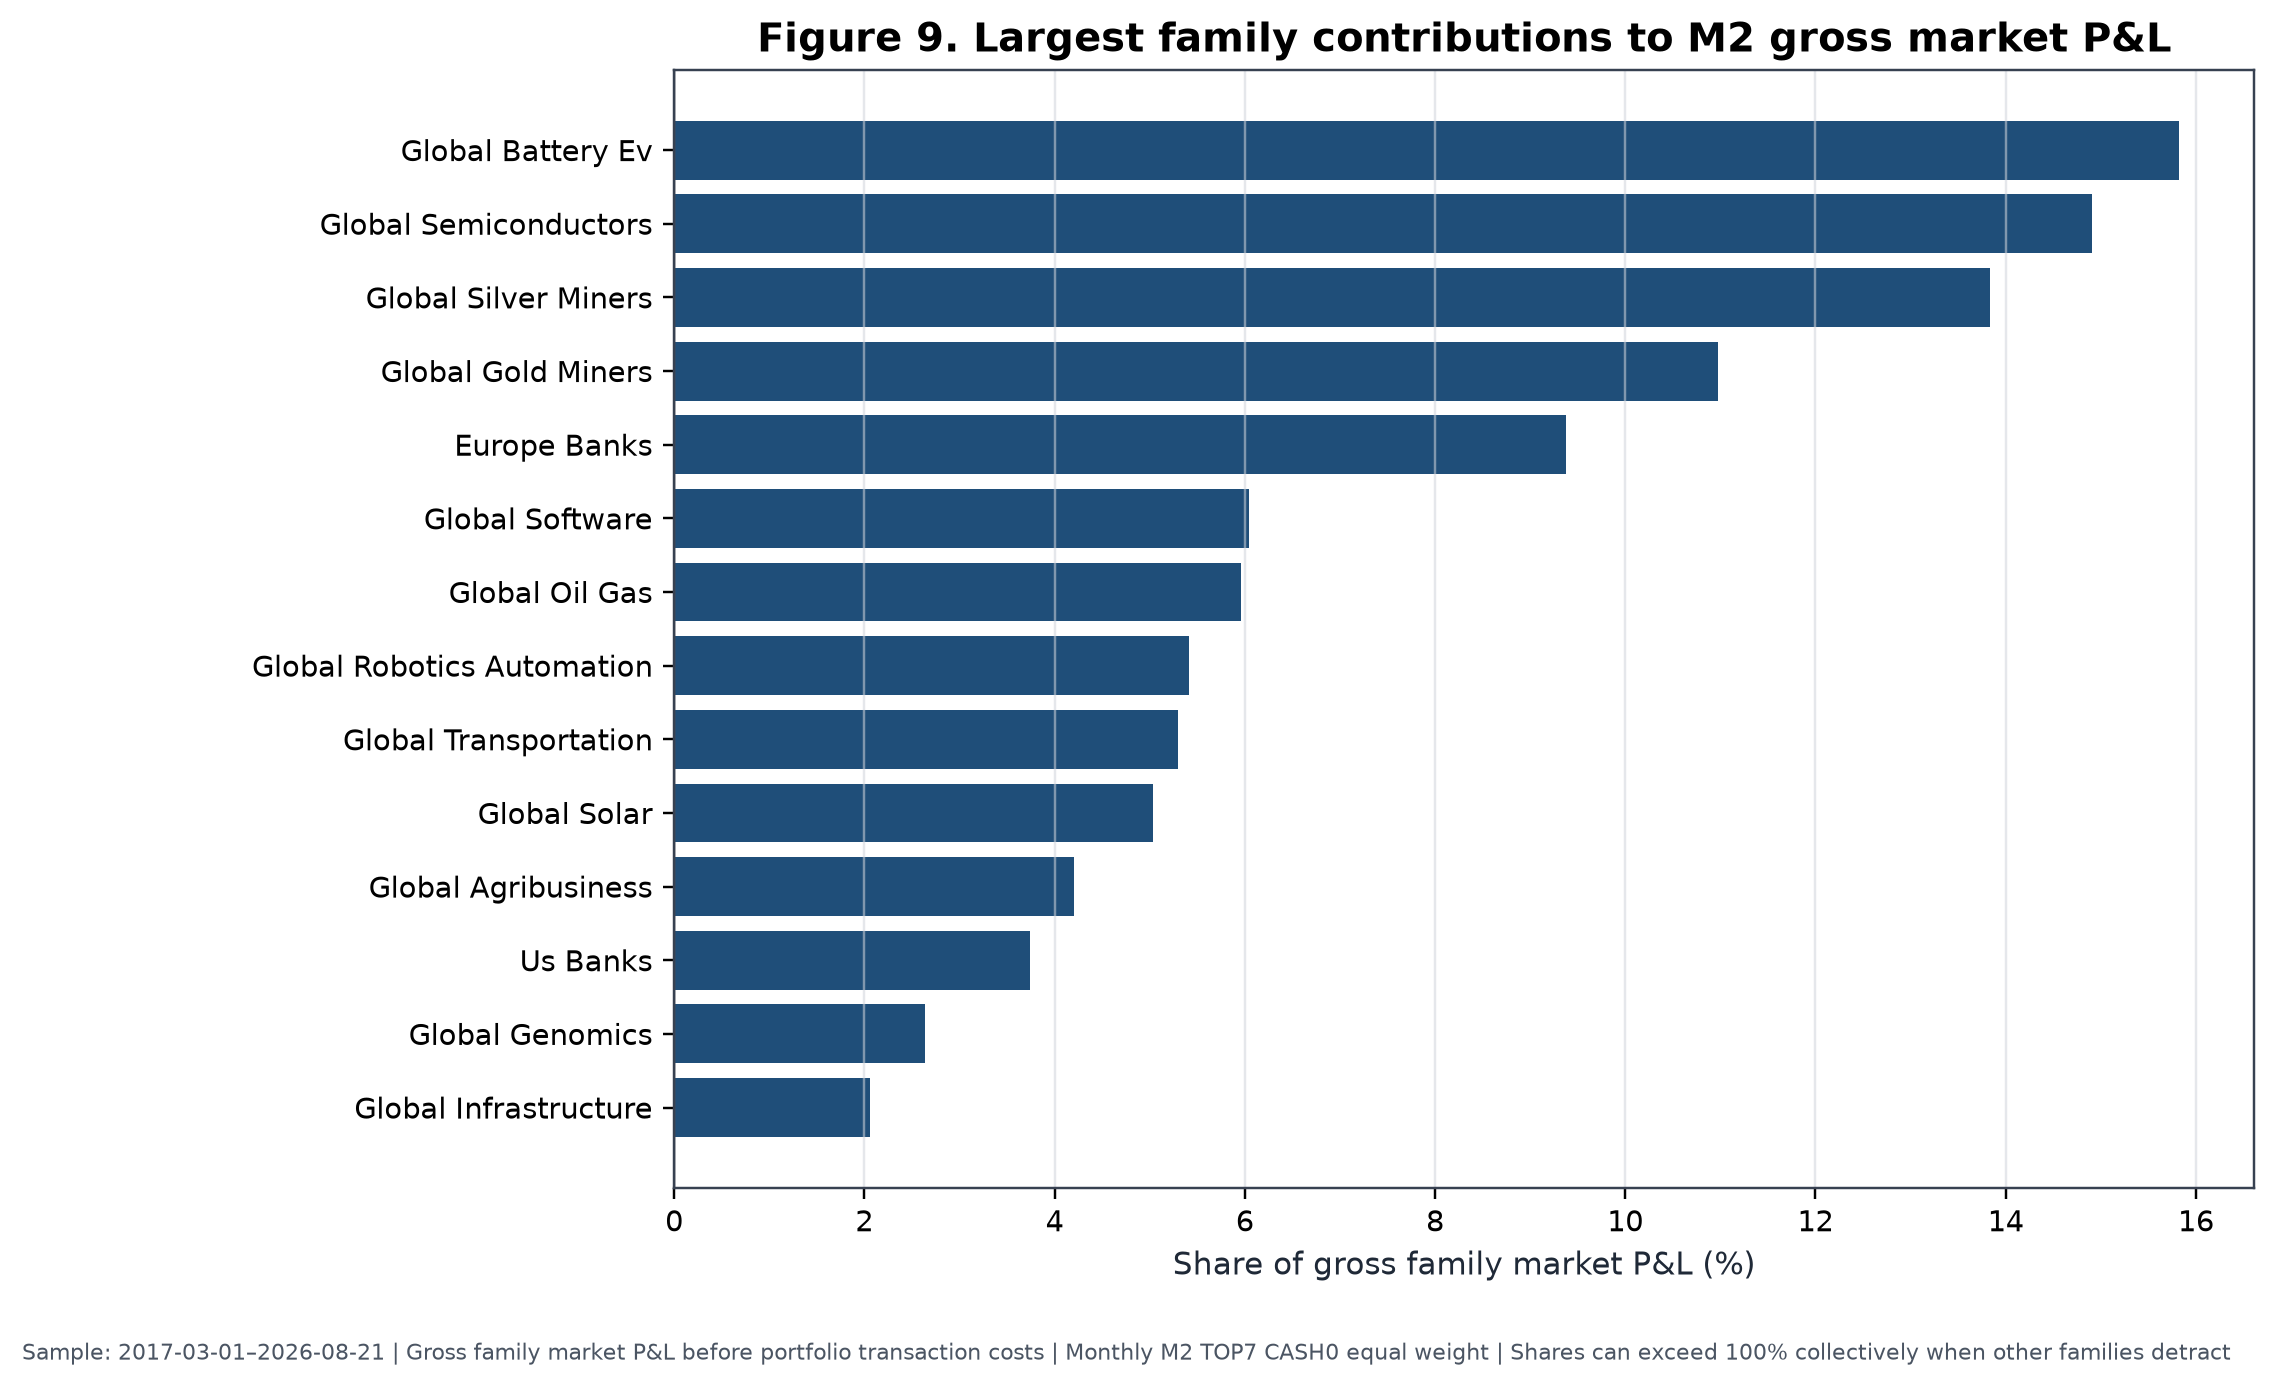 Figure 9. Largest family contributions to M2 gross market P&L
Global Battery Ev
Global Semiconductors
Global Silver Miners
Global Gold Miners
Europe Banks
Global Software
Global Oil Gas
Global Robotics Automation
Global Transportation
Global Solar
Global Agribusiness
Us Banks
Global Genomics
Global Infrastructure
0 2 4 6 8 10 12 14 16
Share of gross family market P&L (%)
Sample: 2017-03-01–2026-08-21 | Gross family market P&L before portfolio transaction costs | Monthly M2 TOP7 CASH0 equal weight | Shares can exceed 100% collectively when other families detract